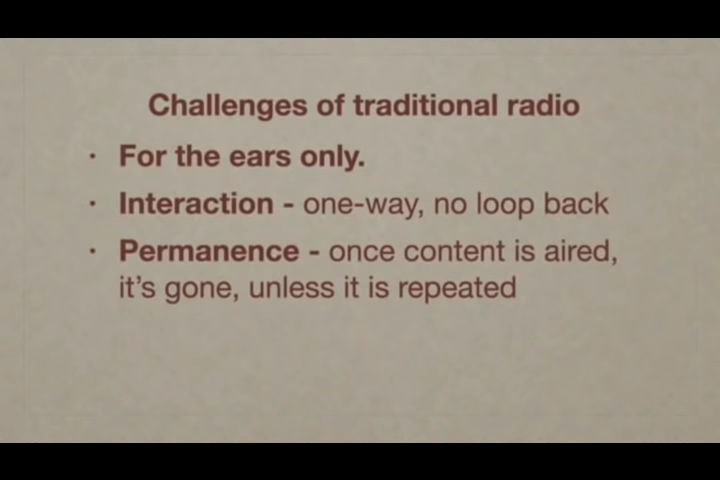 Challenges of traditional radio
· For the ears only.
· Interaction - one-way, no loop back
· Permanence - once content is aired,
it's gone, unless it is repeated